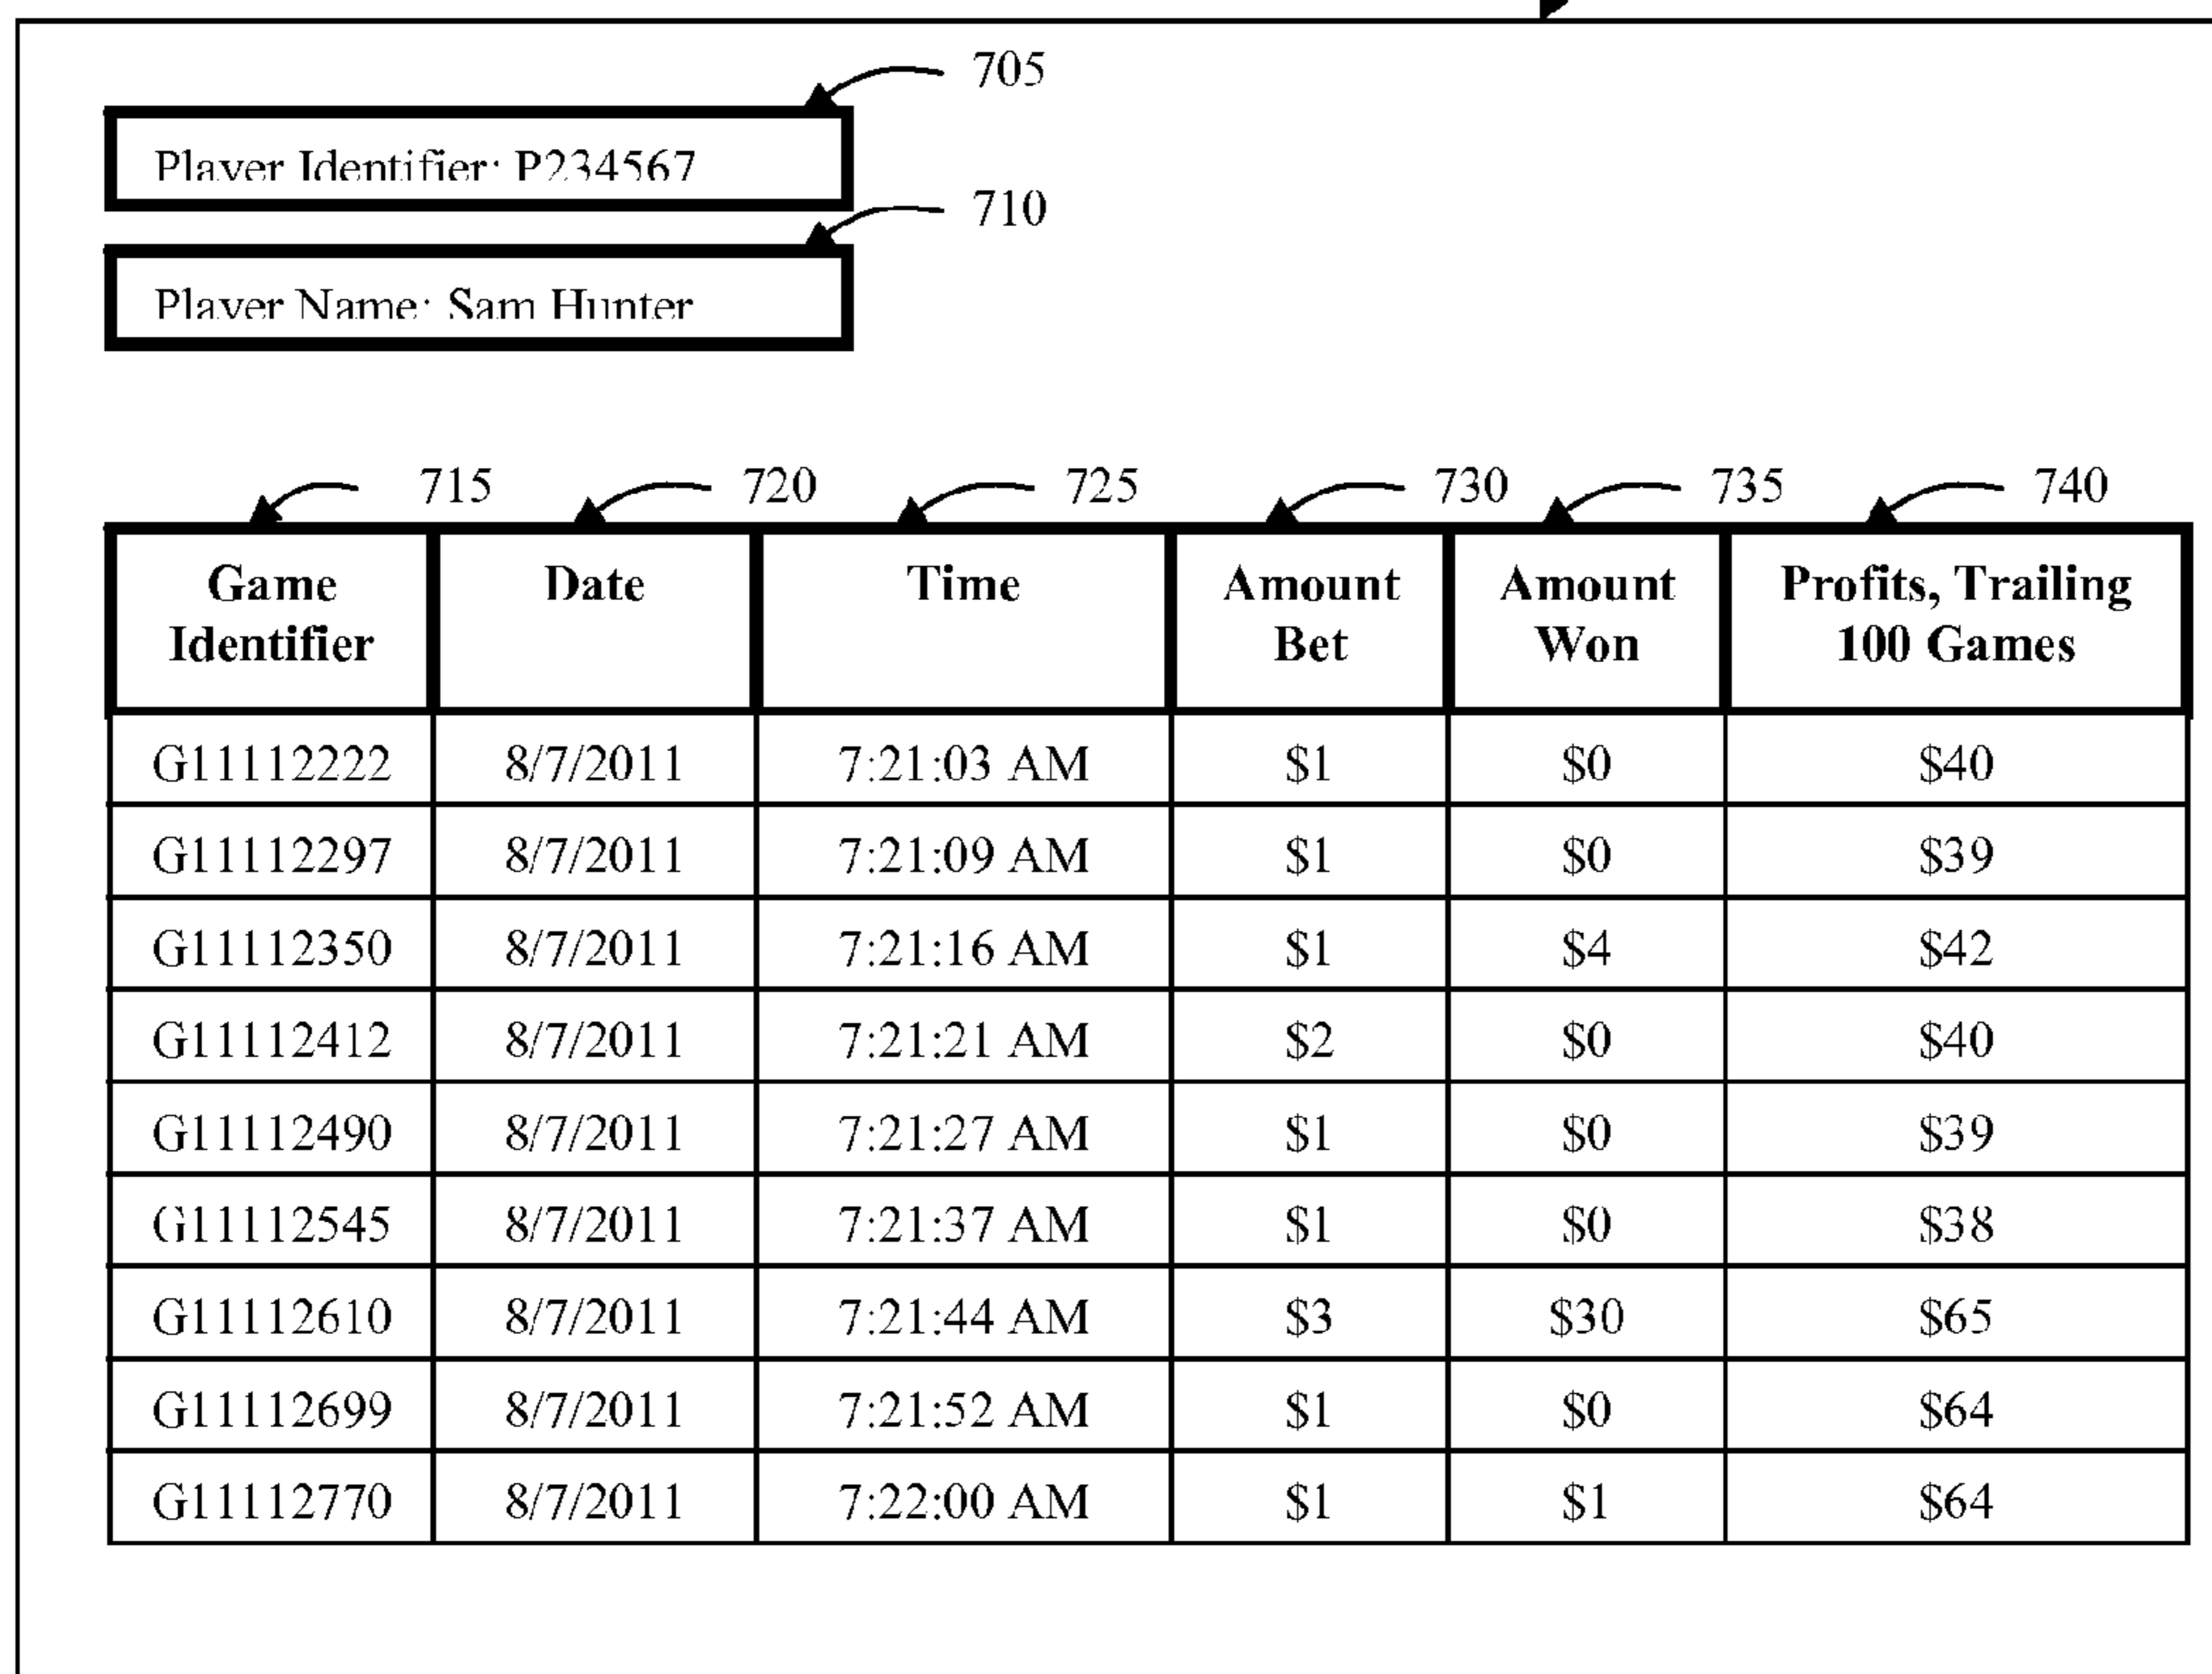 705
Player Identifier: P234567
710
Player Name: Sam Hunter
715 720 725 730 735 740
Game Identifier Date Time Amount Bet Amount Won Profits, Trailing 100 Games
G11112222 8/7/2011 7:21:03 AM $1 $0 $40
G11112297 8/7/2011 7:21:09 AM $1 $0 $39
G11112350 8/7/2011 7:21:16 AM $1 $4 $42
G11112412 8/7/2011 7:21:21 AM $2 $0 $40
G11112490 8/7/2011 7:21:27 AM $1 $0 $39
G11112545 8/7/2011 7:21:37 AM $1 $0 $38
G11112610 8/7/2011 7:21:44 AM $3 $30 $65
G11112699 8/7/2011 7:21:52 AM $1 $0 $64
G11112770 8/7/2011 7:22:00 AM $1 $1 $64